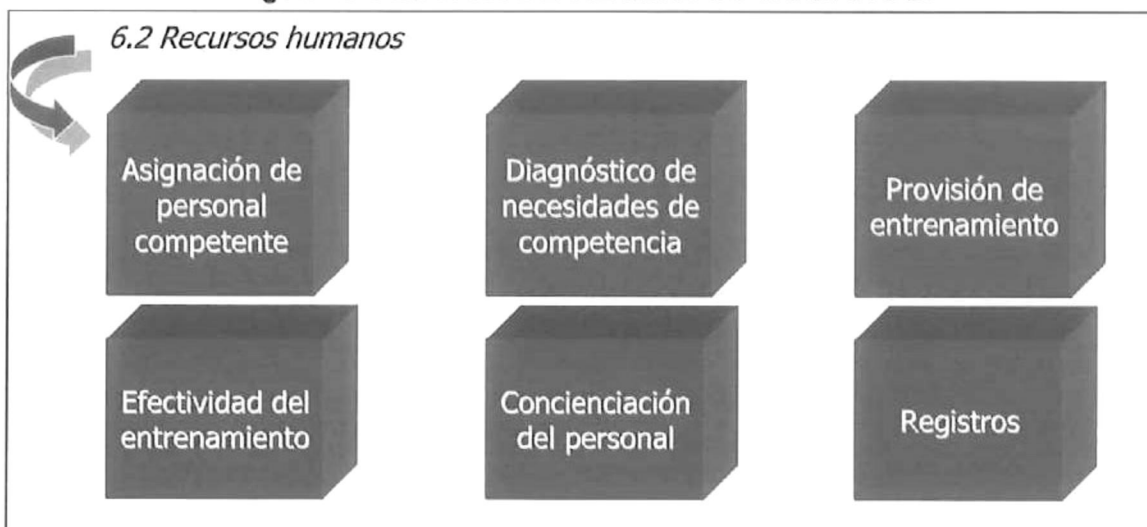 6.2 Recursos humanos
Asignación de
personal
competente
Diagnóstico de
necesidades de
competencia
Provisión de
entrenamiento
Efectividad del
entrenamiento
Concienciación
del personal
Registros